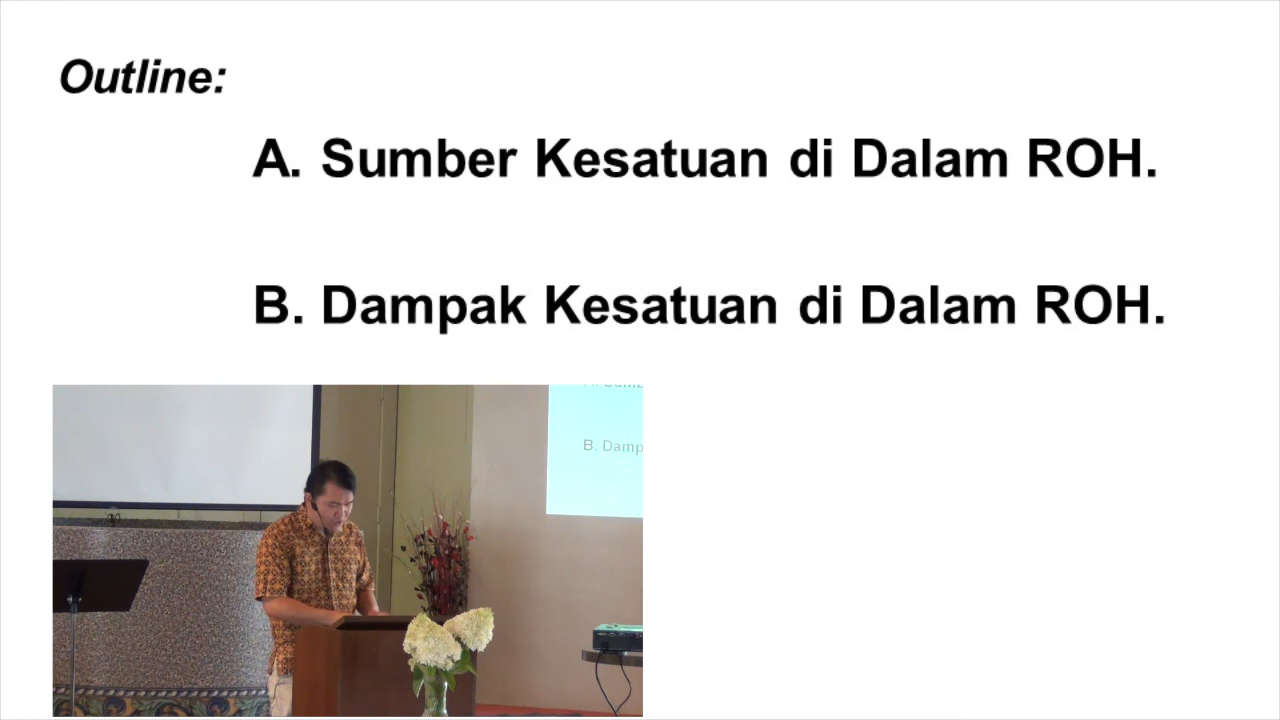 Outline:
A. Sumber Kesatuan di Dalam ROH.
B. Dampak Kesatuan di Dalam ROH.
B. Damp